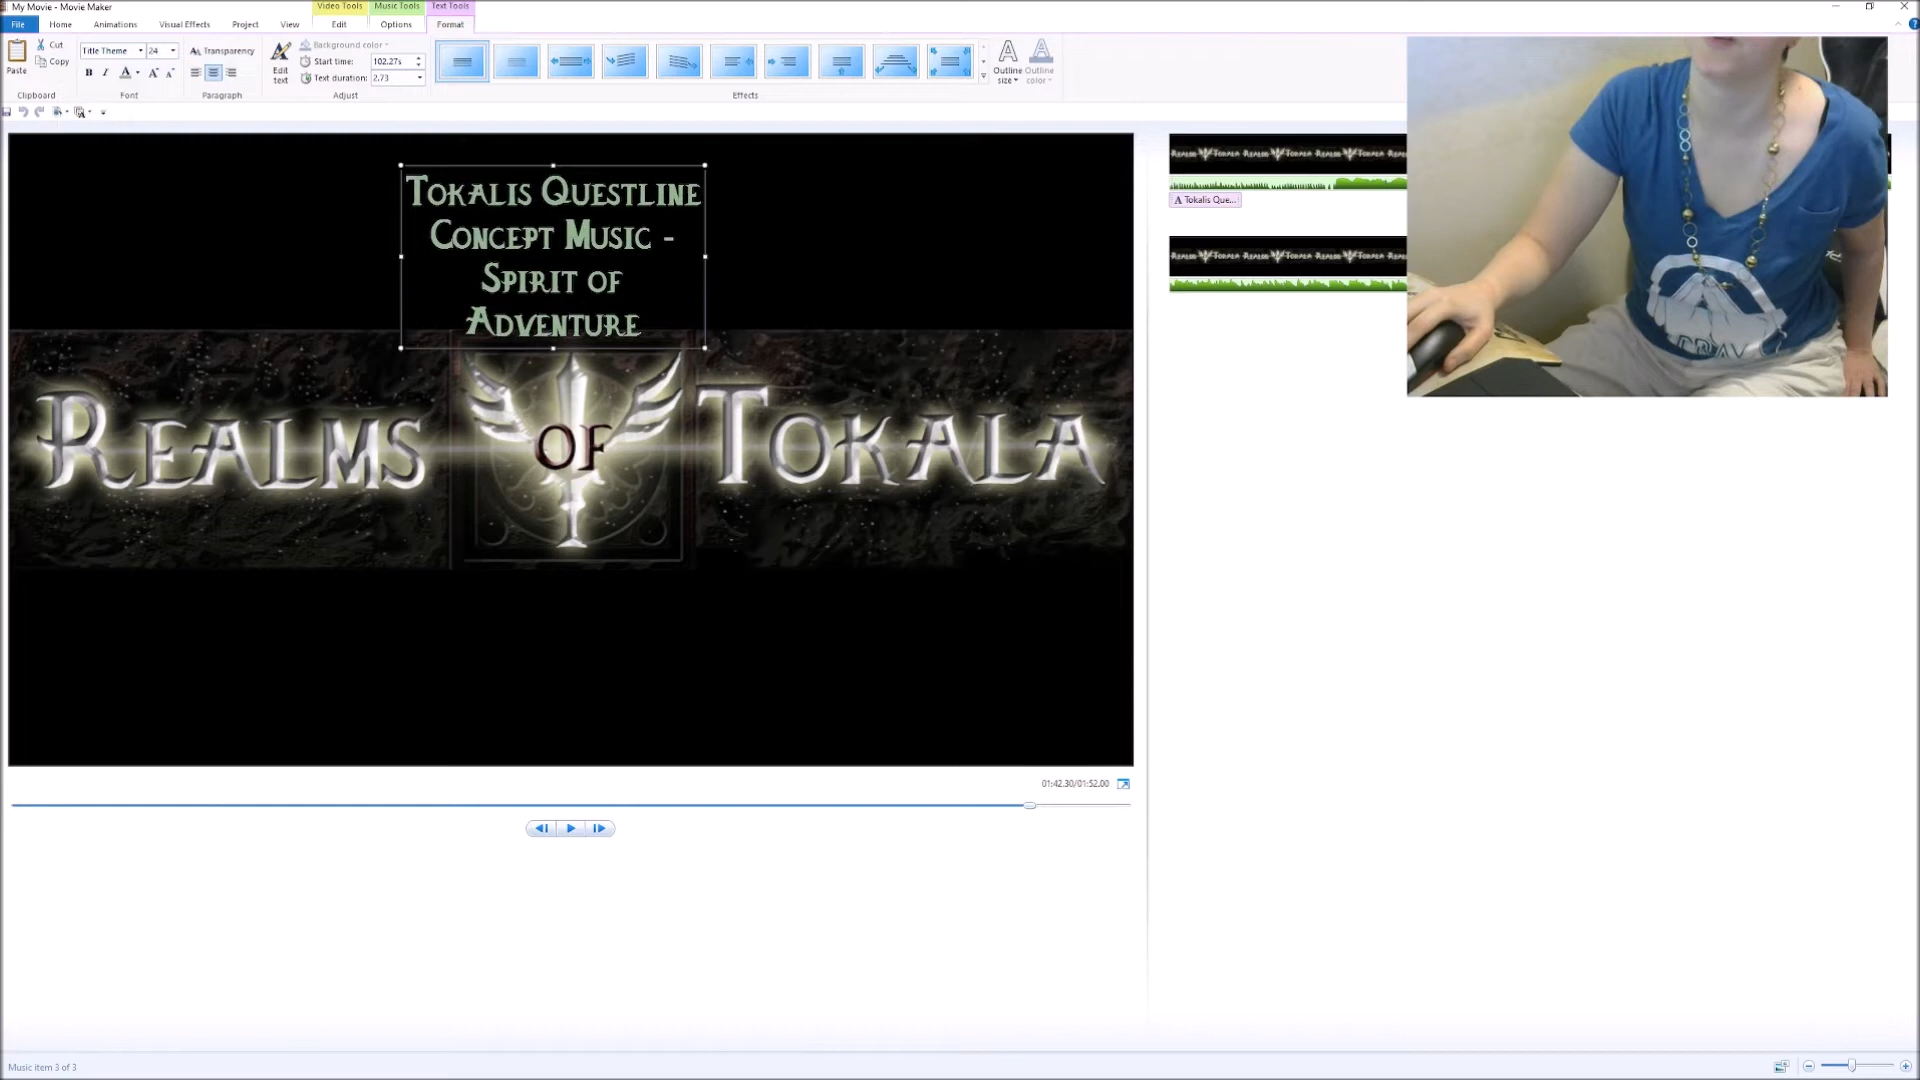 My Movie - Movie Maker
Video Tools
Music Tools
Text Tools
File
Home
Animations
Visual Effects
Project
View
Edit
Options
Format
Paste
Cut
Copy
Clipboard
Title Theme
24
B I A A A
Font
Transparency
Paragraph
Edit text
Background color
Start time: 102.27s
Text duration: 2.73
Adjust
Effects
Outline size
Outline color
Tokalis Questline
Concept Music -
Spirit of
Adventure
Realms of Tokala
A Tokalis Que...
01:42.30/01:52.00
Music item 3 of 3